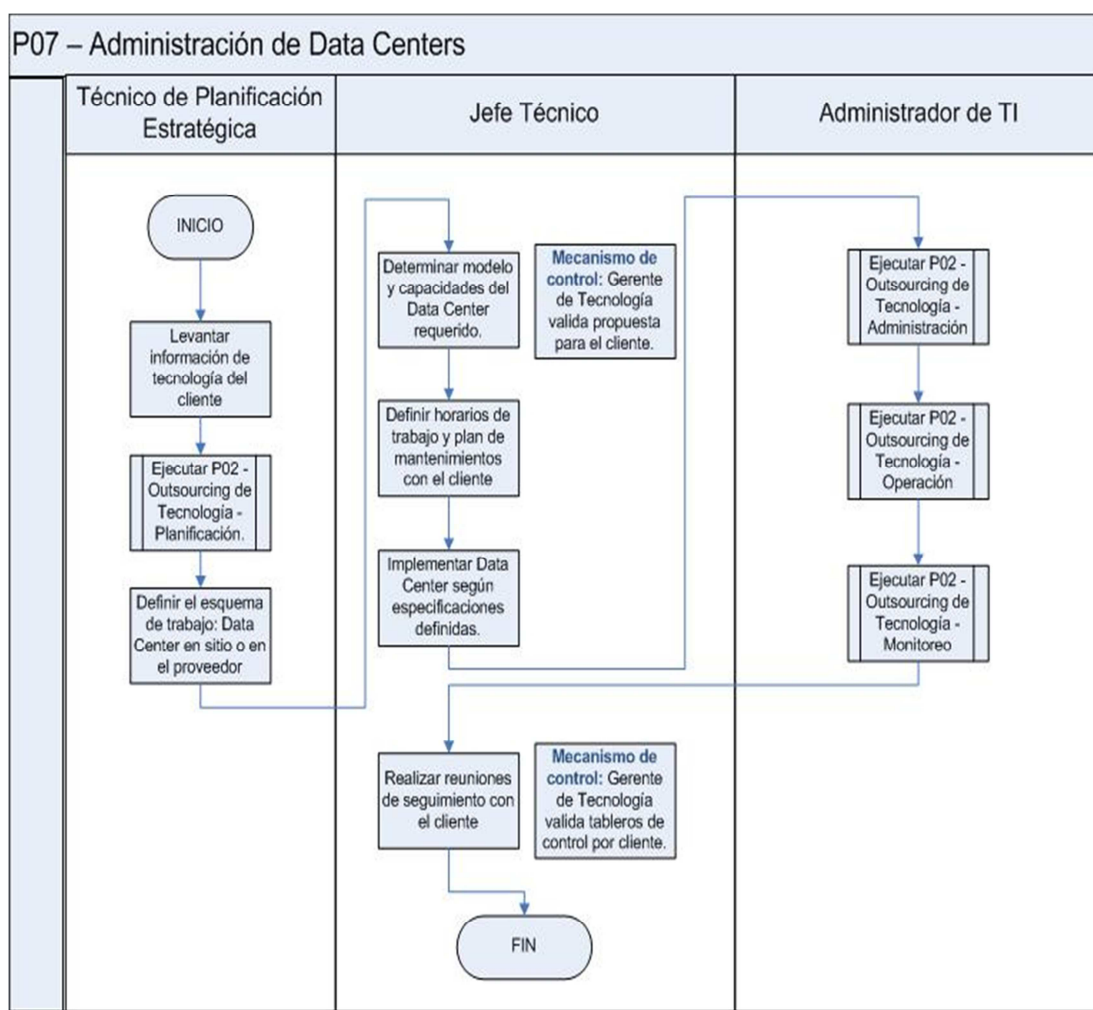 P07 – Administración de Data Centers
Técnico de Planificación
Estratégica
Jefe Técnico
Administrador de TI
INICIO
Levantar
información de
tecnología del
cliente
Ejecutar P02 -
Outsourcing de
Tecnología -
Planificación.
Definir el esquema
de trabajo: Data
Center en sitio o en
el proveedor
Determinar modelo
y capacidades del
Data Center
requerido.
Mecanismo de
control: Gerente
de Tecnología
valida propuesta
para el cliente.
Definir horarios de
trabajo y plan de
mantenimientos
con el cliente
Implementar Data
Center según
especificaciones
definidas.
Ejecutar P02 -
Outsourcing de
Tecnología -
Administración
Ejecutar P02 -
Outsourcing de
Tecnología -
Operación
Ejecutar P02 -
Outsourcing de
Tecnología -
Monitoreo
Realizar reuniones
de seguimiento con
el cliente
Mecanismo de
control: Gerente
de Tecnología
valida tableros de
control por cliente.
FIN